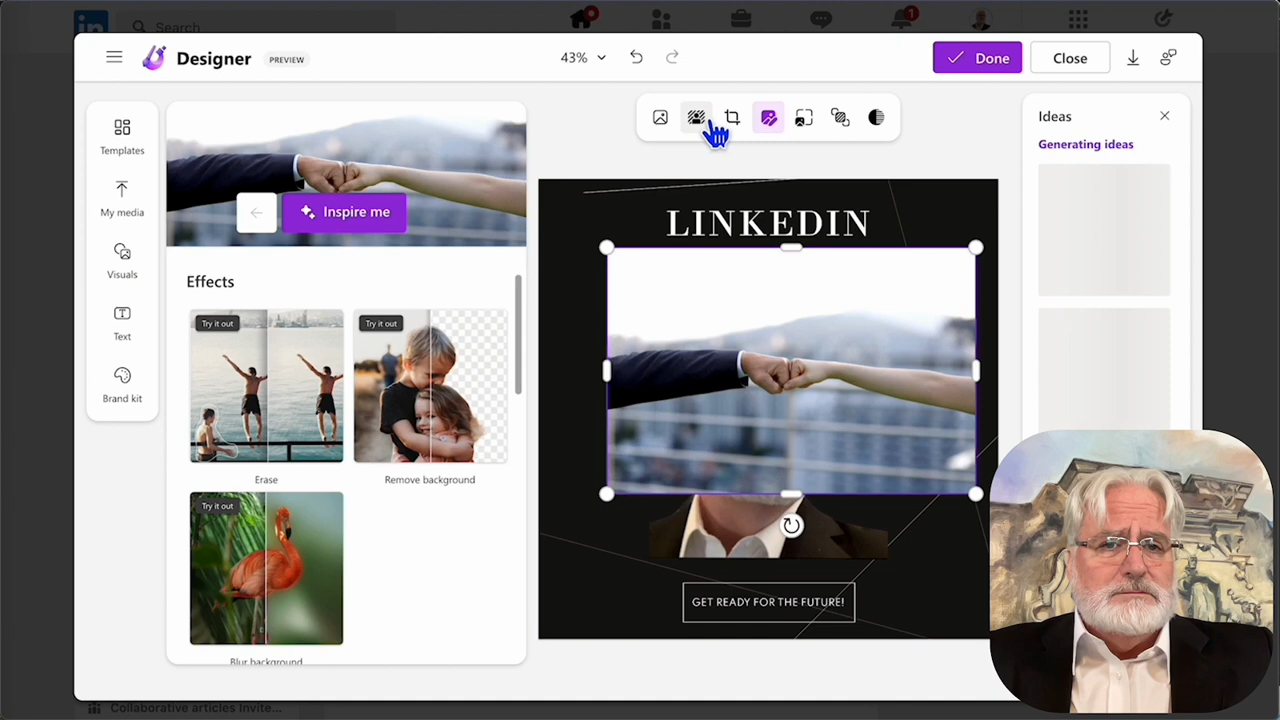 in
Search
1
Designer
PREVIEW
43%
Done
Close
Templates
My media
Visuals
Text
Brand kit
Inspire me
Effects
Try it out
Try it out
Erase
Remove background
Try it out
Blur background
LINKEDIN
GET READY FOR THE FUTURE!
Ideas
Generating ideas
Collaborative articles Invite...